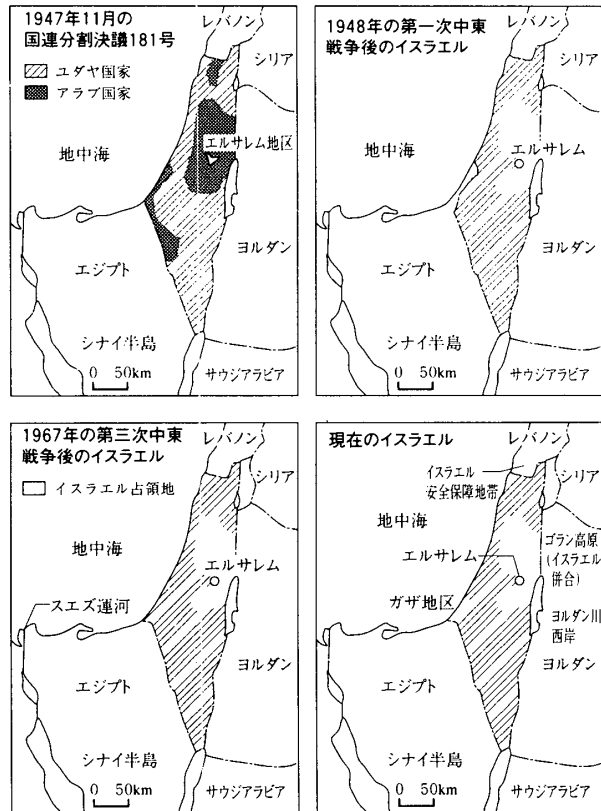 1947年11月の
国連分割決議181号
ユダヤ国家
アラブ国家
レバノン
シリア
地中海
エルサレム地区
ヨルダン
エジプト
シナイ半島
0 50km
サウジアラビア
1948年の第一次中東
戦争後のイスラエル
レバノン
シリア
地中海
エルサレム
ヨルダン
エジプト
シナイ半島
0 50km
サウジアラビア
1967年の第三次中東
戦争後のイスラエル
イスラエル占領地
レバノン
シリア
地中海
エルサレム
スエズ運河
ヨルダン
エジプト
シナイ半島
0 50km
サウジアラビア
現在のイスラエル
レバノン
イスラエル
安全保障地帯
シリア
地中海
ゴラン高原
(イスラエル
併合)
エルサレム
ガザ地区
ヨルダン川
西岸
ヨルダン
エジプト
シナイ半島
0 50km
サウジアラビア